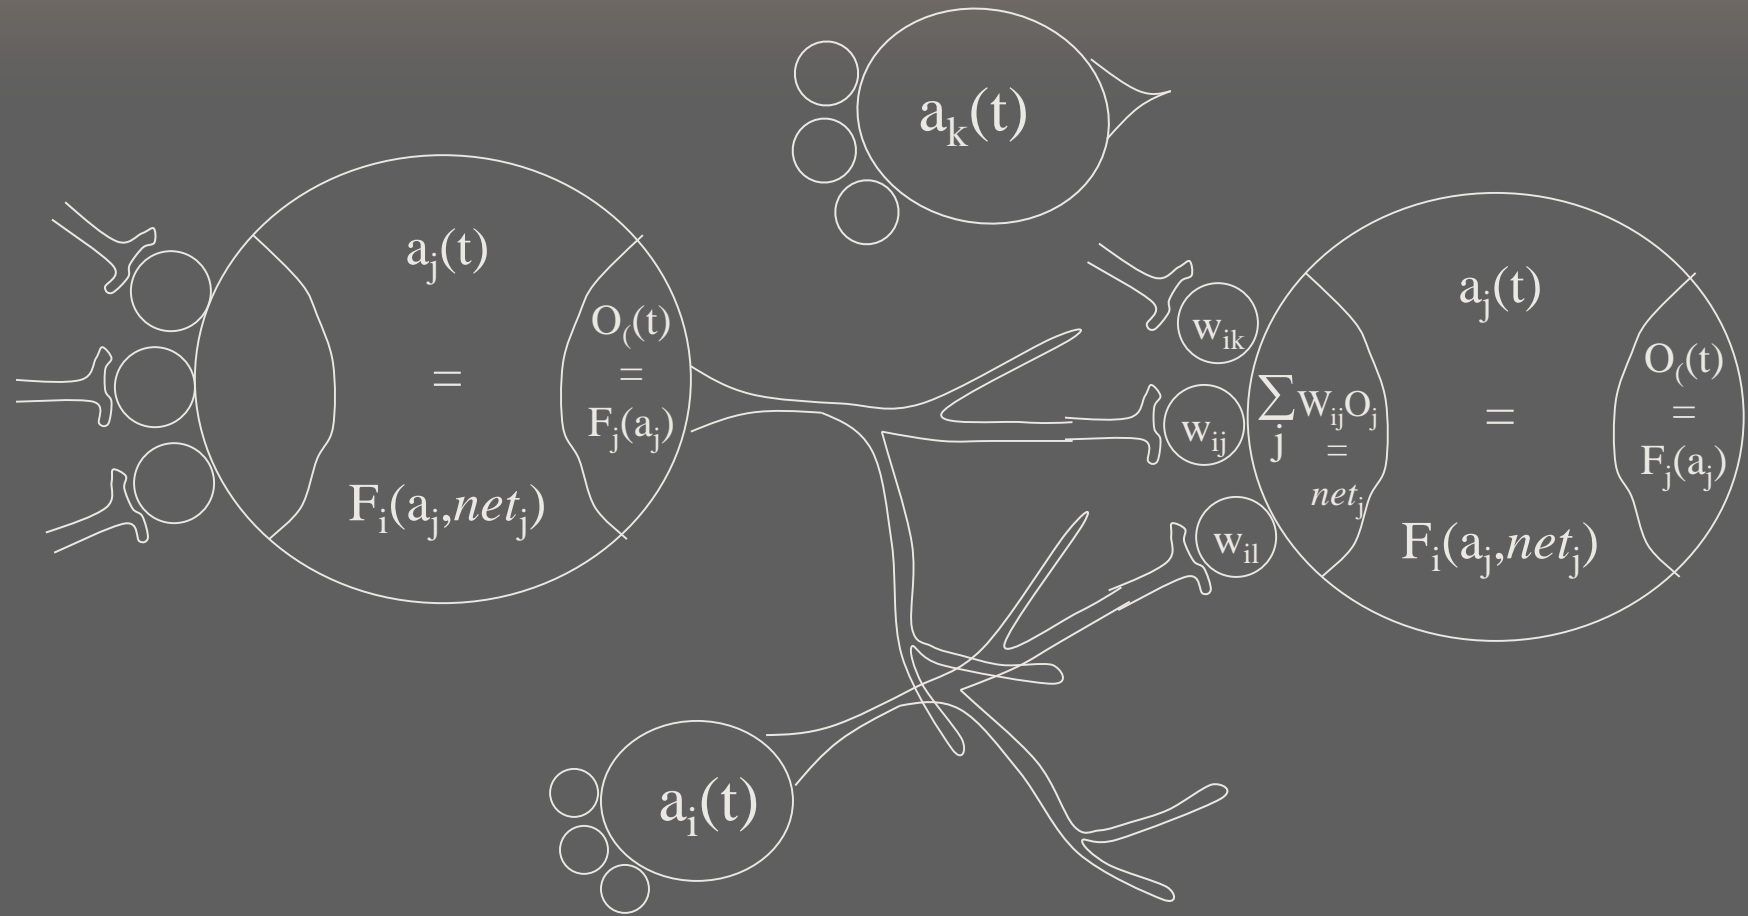 aₖ(t)
aⱼ(t)
O₍(t)
=
=
Fⱼ(aⱼ)
Fᵢ(aⱼ,netⱼ)
wᵢₖ
wᵢⱼ
wᵢₗ
aⱼ(t)
∑WᵢⱼOⱼ
j
=
netⱼ
=
Fᵢ(aⱼ,netⱼ)
O₍(t)
=
Fⱼ(aⱼ)
aᵢ(t)